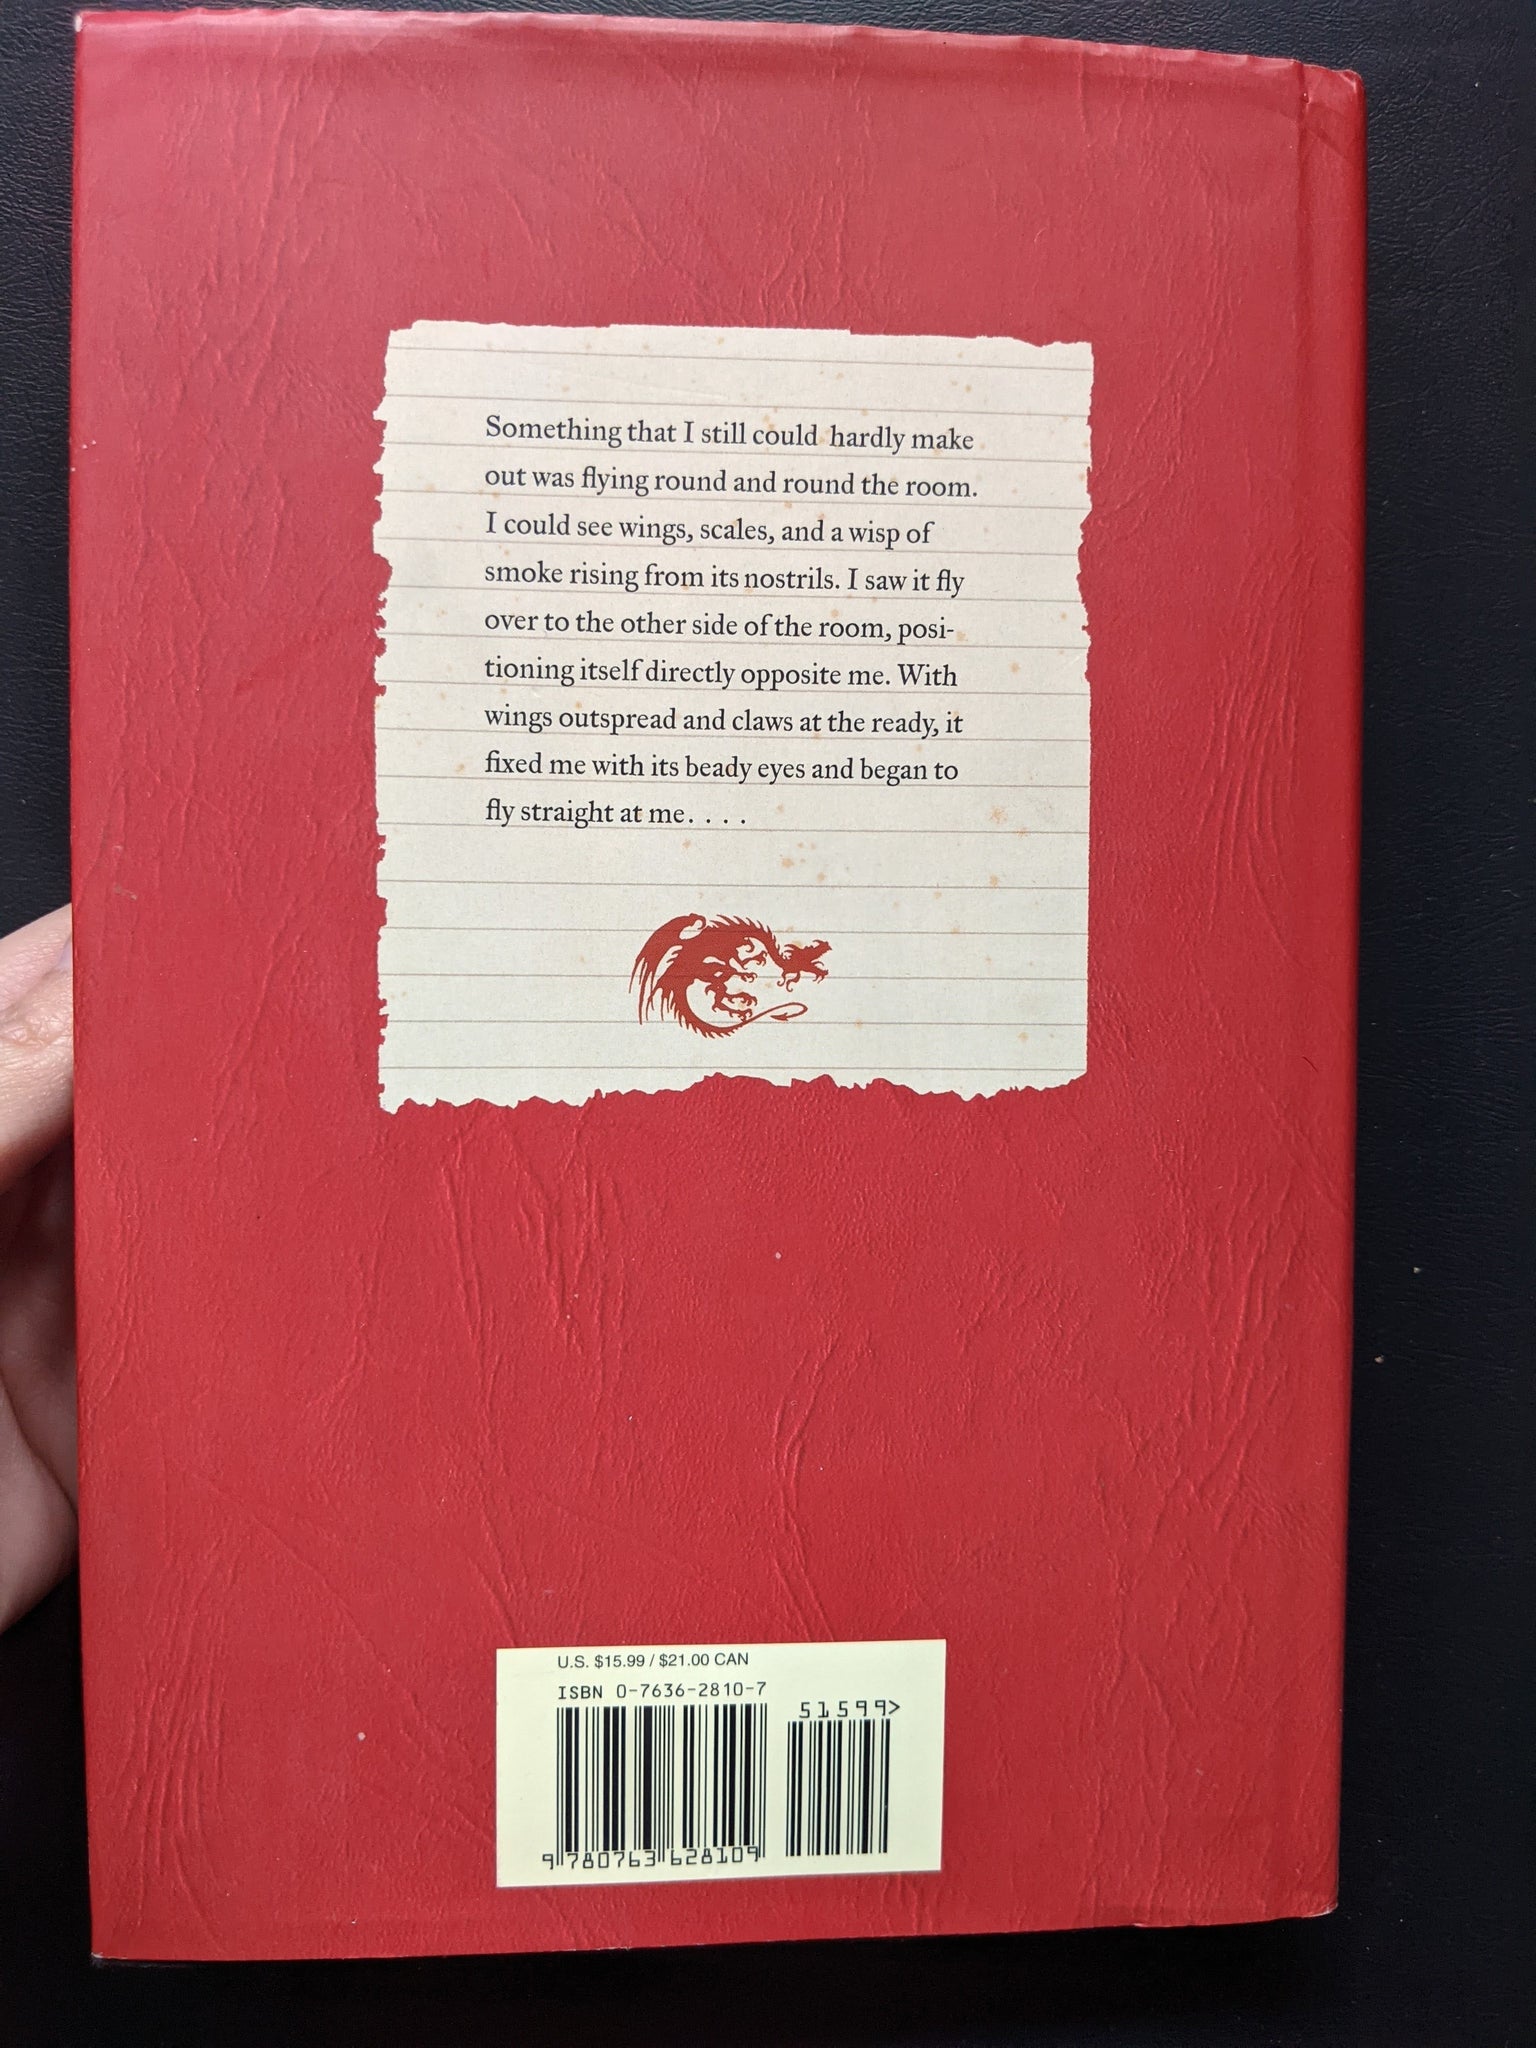 Something that I still could hardly make
out was flying round and round the room.
I could see wings, scales, and a wisp of
smoke rising from its nostrils. I saw it fly
over to the other side of the room, posi-
tioning itself directly opposite me. With
wings outspread and claws at the ready, it
fixed me with its beady eyes and began to
fly straight at me. . . .
U.S. $15.99 / $21.00 CAN
ISBN 0-7636-2810-7
51599>
9 780763 628109